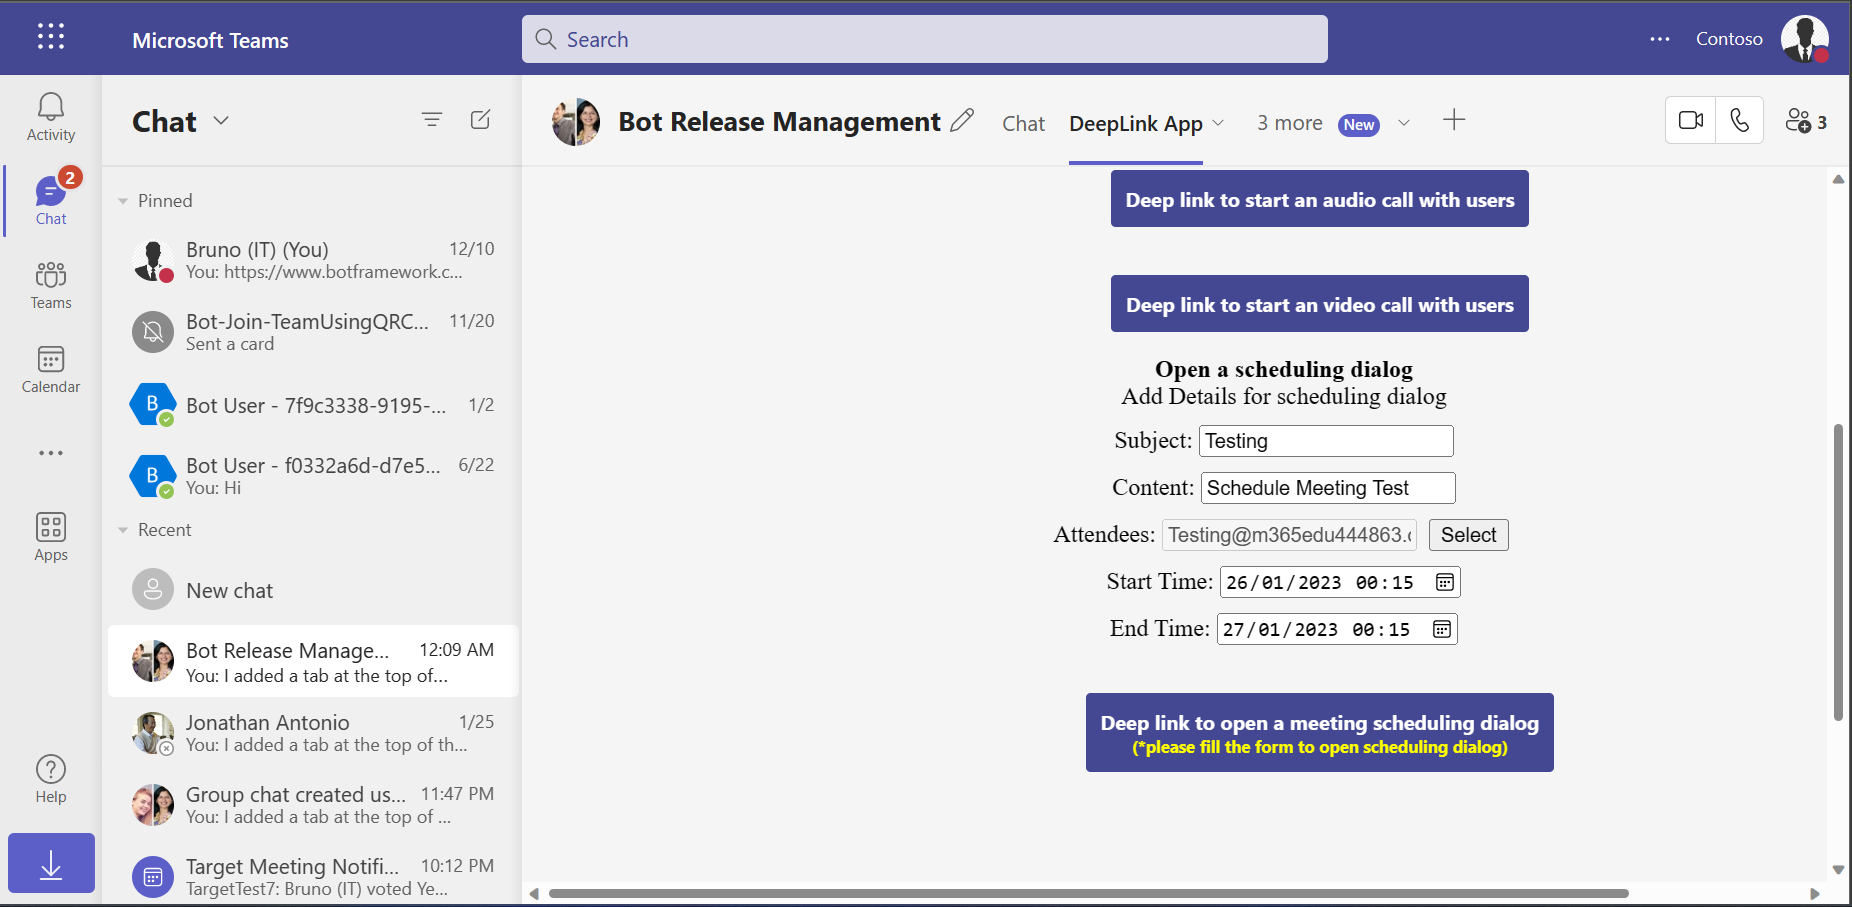 Microsoft Teams
Search
Contoso
Activity
2
Chat
Teams
Calendar
Apps
Help
Chat
Pinned
Bruno (IT) (You) 12/10
You: https://www.botframework.c...
Bot-Join-TeamUsingQRC... 11/20
Sent a card
B
Bot User - 7f9c3338-9195-... 1/2
B
Bot User - f0332a6d-d7e5... 6/22
You: Hi
Recent
New chat
Bot Release Manage... 12:09 AM
You: I added a tab at the top of...
Jonathan Antonio 1/25
You: I added a tab at the top of th...
Group chat created us... 11:47 PM
You: I added a tab at the top of ...
Target Meeting Notifi... 10:12 PM
TargetTest7: Bruno (IT) voted Ye...
Bot Release Management Chat DeepLink App 3 more New 3
Deep link to start an audio call with users
Deep link to start an video call with users
Open a scheduling dialog
Add Details for scheduling dialog
Subject: Testing
Content: Schedule Meeting Test
Attendees: Testing@m365edu444863. Select
Start Time: 26/01/2023 00:15
End Time: 27/01/2023 00:15
Deep link to open a meeting scheduling dialog
(*please fill the form to open scheduling dialog)